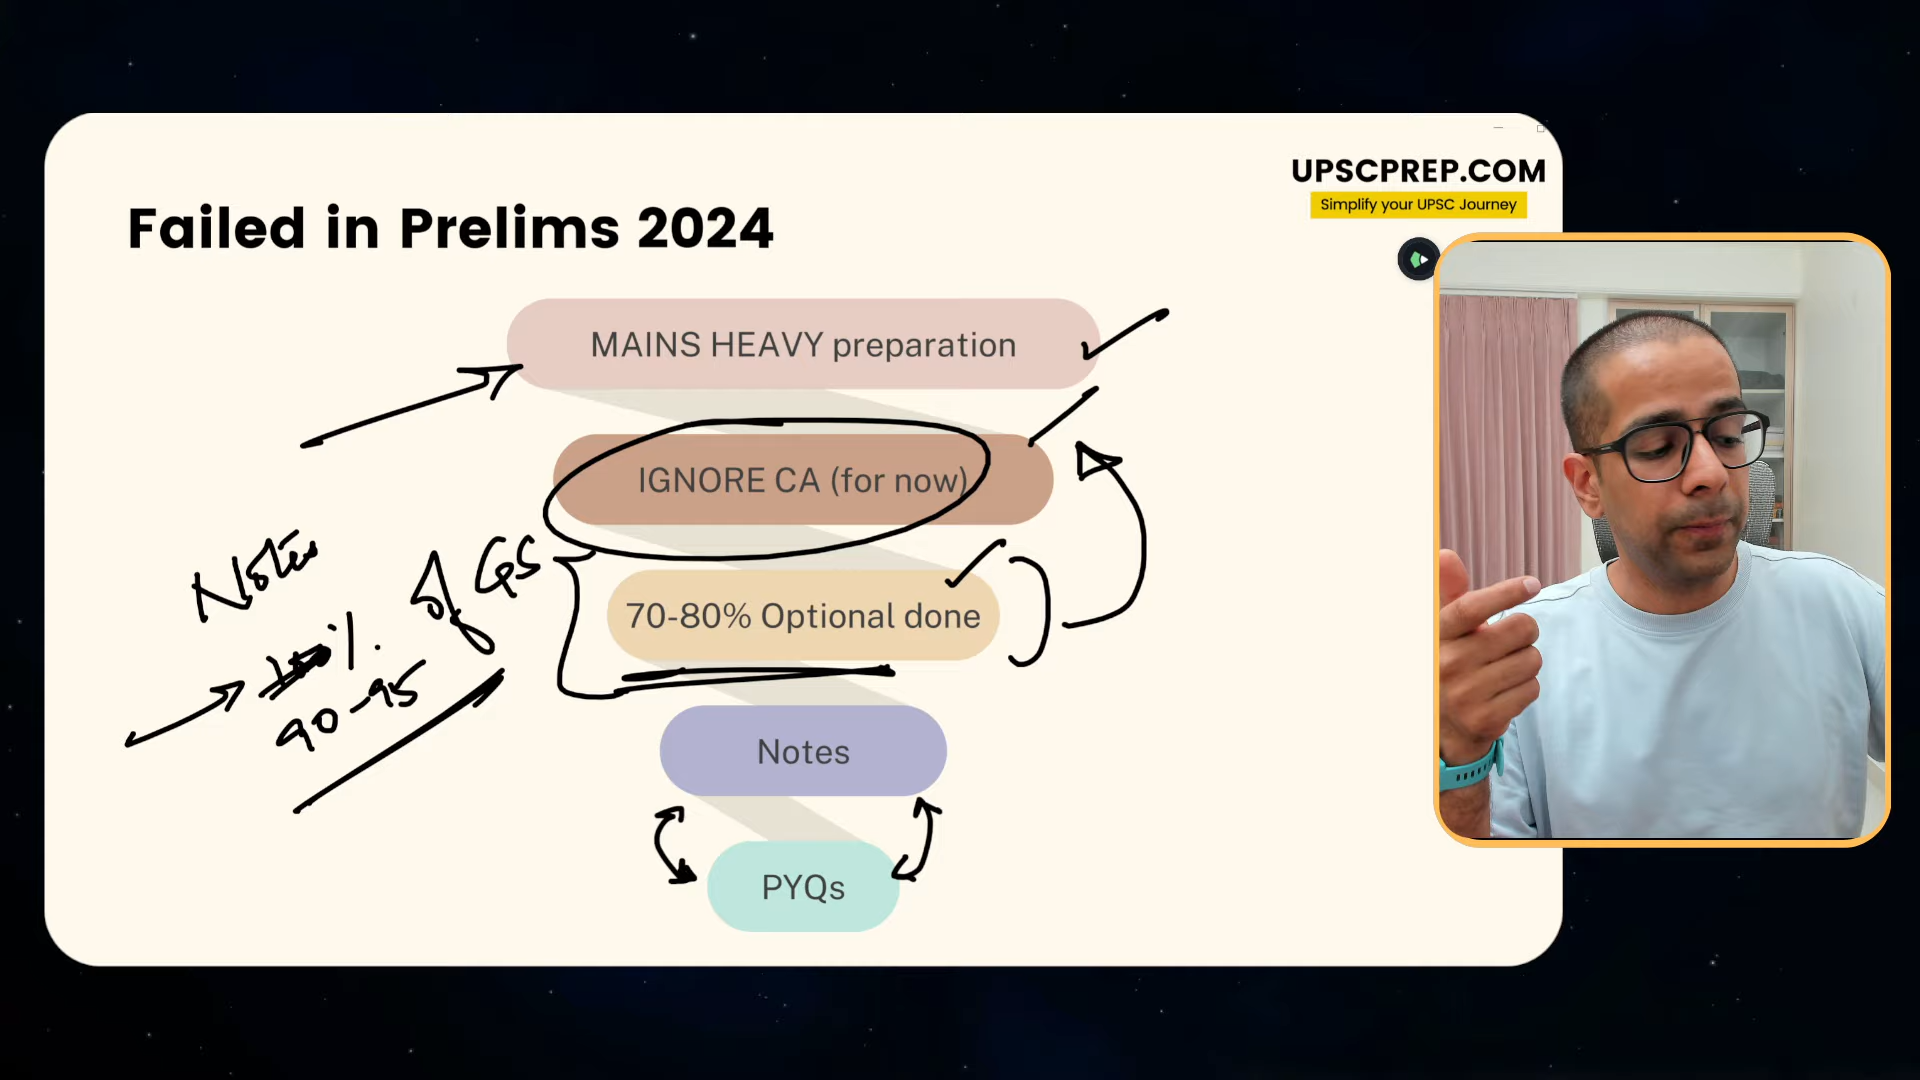 UPSCPREP.COM
Simplify your UPSC Journey
Failed in Prelims 2024
MAINS HEAVY preparation
IGNORE CA (for now)
70-80% Optional done
Notes
PYQs
Notes
% of GS
90-95